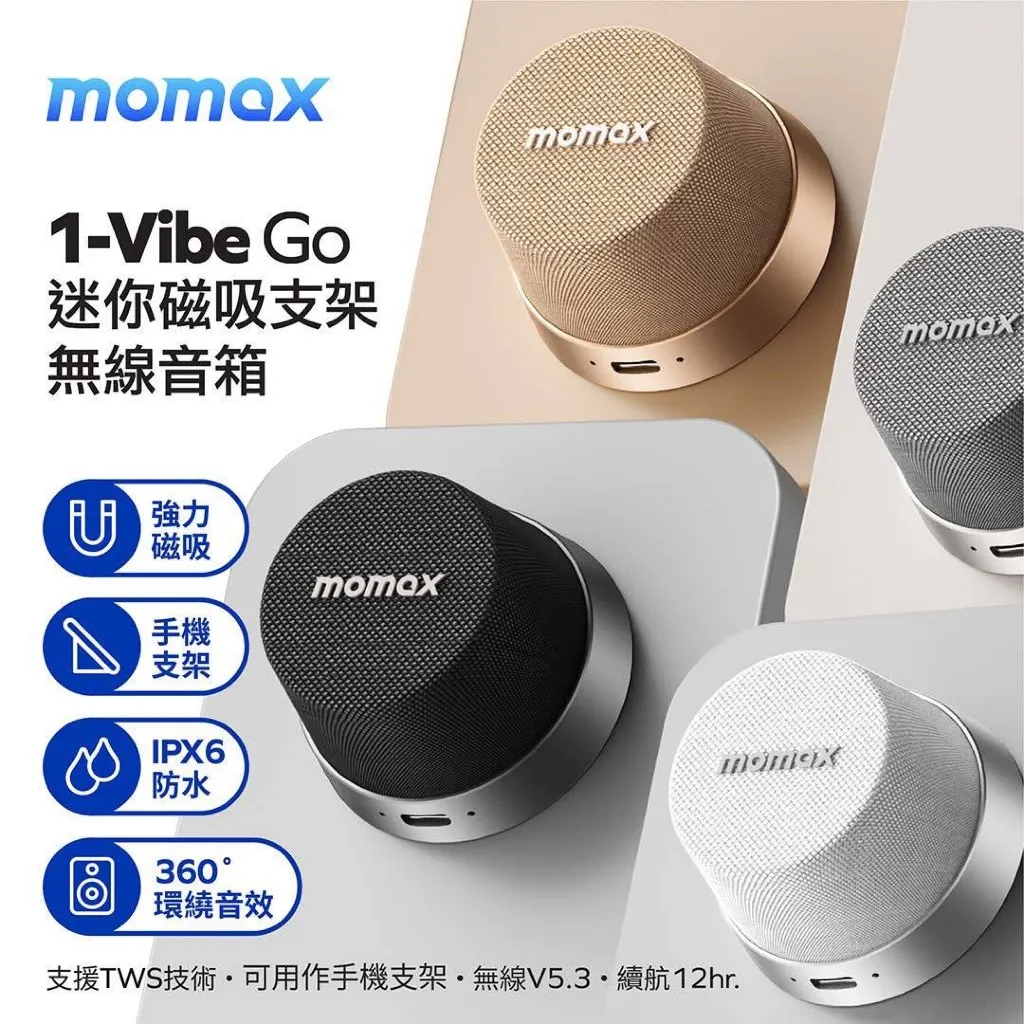 momax
1-Vibe Go
迷你磁吸支架
無線音箱
強力
磁吸
手機
支架
IPX6
防水
360°
環繞音效
支援TWS技術・可用作手機支架・無線V5.3・續航12hr.
momax
momax
momax
momax